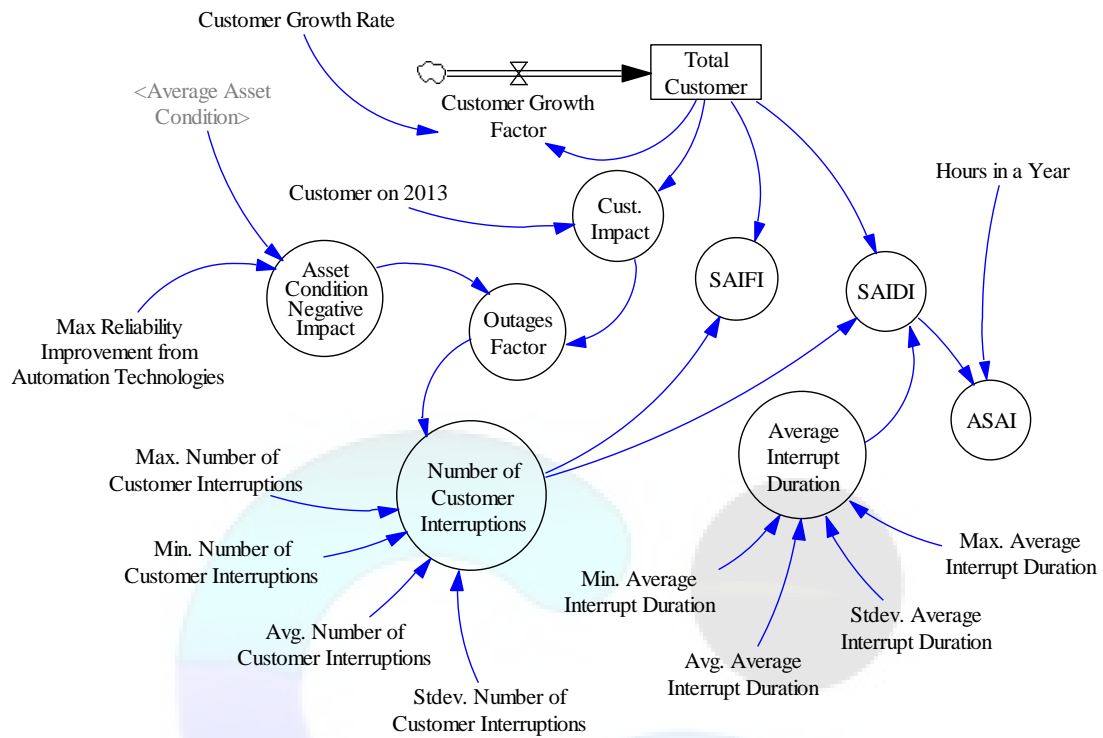 Customer Growth Rate
Total
Customer
<Average Asset
Condition>
Customer Growth
Factor
Hours in a Year
Customer on 2013
Cust.
Impact
Asset
Condition
Negative
Impact
SAIFI
SAIDI
Outages
Factor
Max Reliability
Improvement from
Automation Technologies
ASAI
Average
Interrupt
Duration
Max. Number of
Customer Interruptions
Number of
Customer
Interruptions
Min. Number of
Customer Interruptions
Max. Average
Interrupt Duration
Min. Average
Interrupt Duration
Stdev. Average
Interrupt Duration
Avg. Number of
Customer Interruptions
Avg. Average
Interrupt Duration
Stdev. Number of
Customer Interruptions